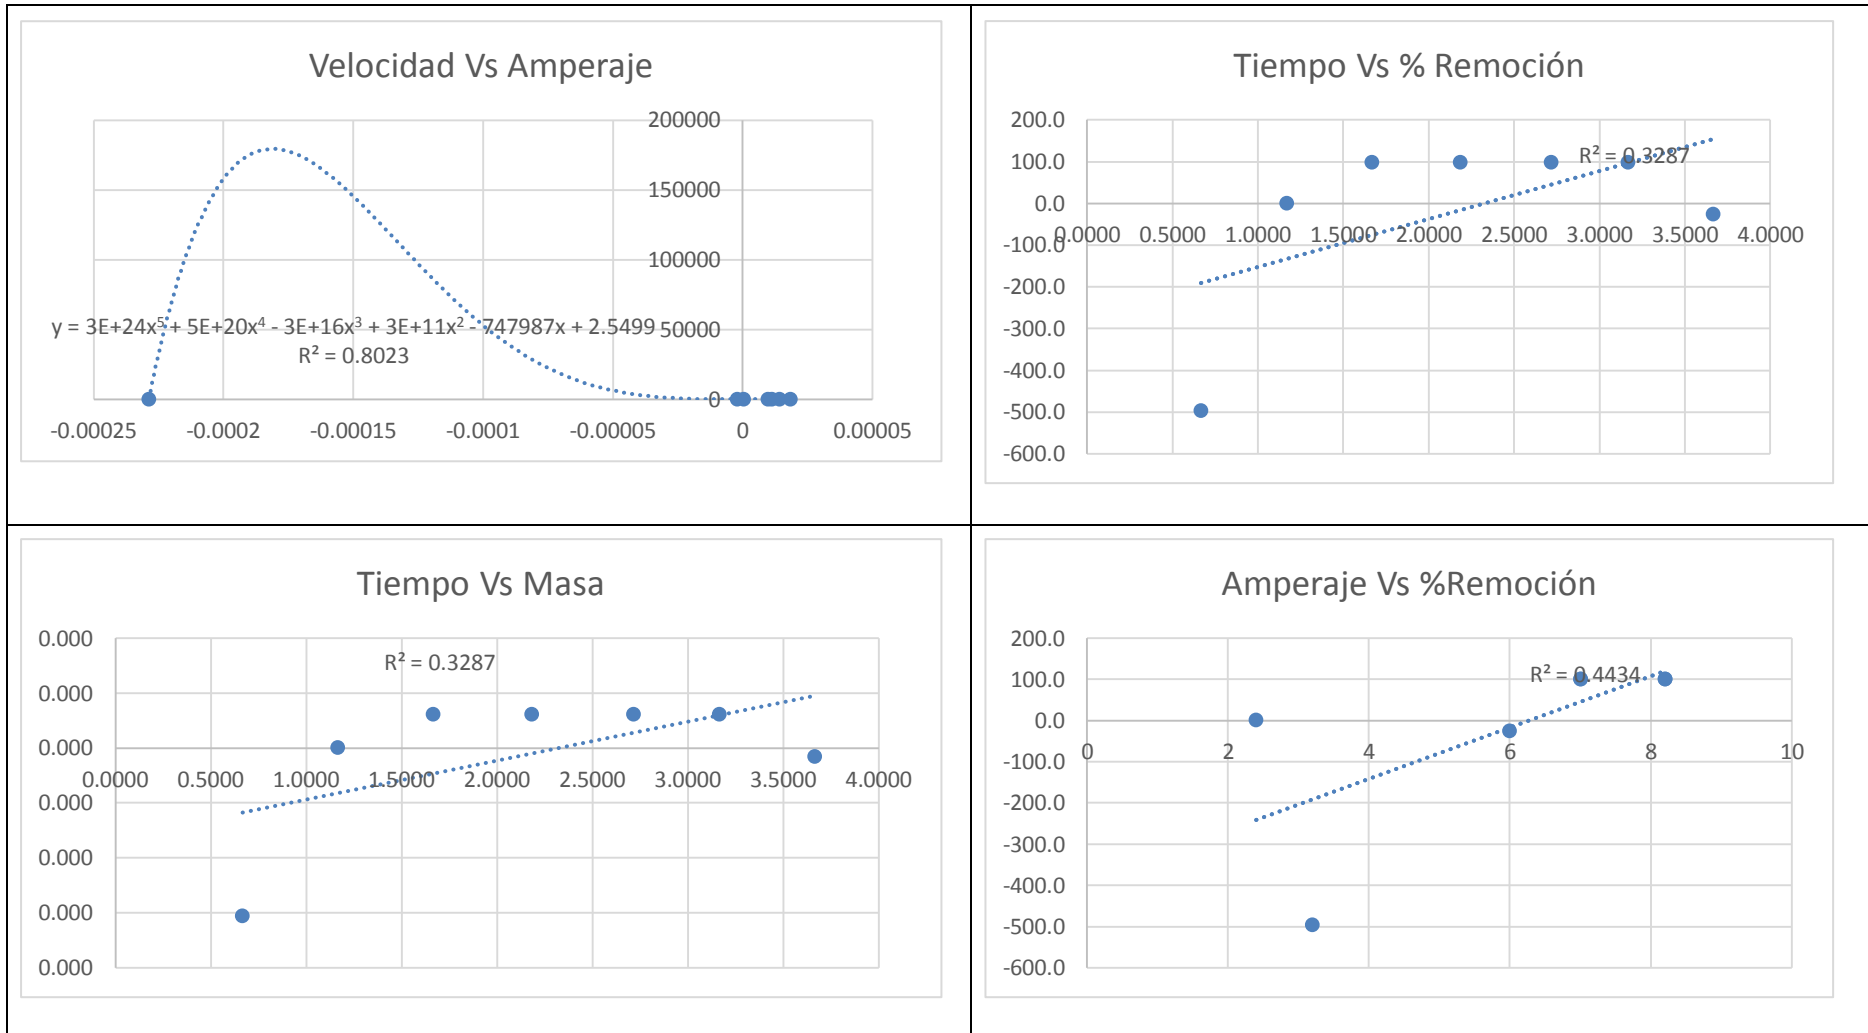 Velocidad Vs Amperaje
200000
150000
100000
50000
0
y = 3E+24x⁵ + 5E+20x⁴ - 3E+16x³ + 3E+11x² - 747987x + 2.5499
R² = 0.8023
-0.00025 -0.0002 -0.00015 -0.0001 -0.00005 0 0.00005
Tiempo Vs % Remoción
200.0
100.0
0.0
-100.0
-200.0
-300.0
-400.0
-500.0
-600.0
R² = 0.3287
0.0000 0.5000 1.0000 1.5000 2.0000 2.5000 3.0000 3.5000 4.0000
Tiempo Vs Masa
0.000
0.000
0.000
0.000
0.000
0.000
0.000
R² = 0.3287
0.0000 0.5000 1.0000 1.5000 2.0000 2.5000 3.0000 3.5000 4.0000
Amperaje Vs %Remoción
200.0
100.0
0.0
-100.0
-200.0
-300.0
-400.0
-500.0
-600.0
R² = 0.4434
0 2 4 6 8 10